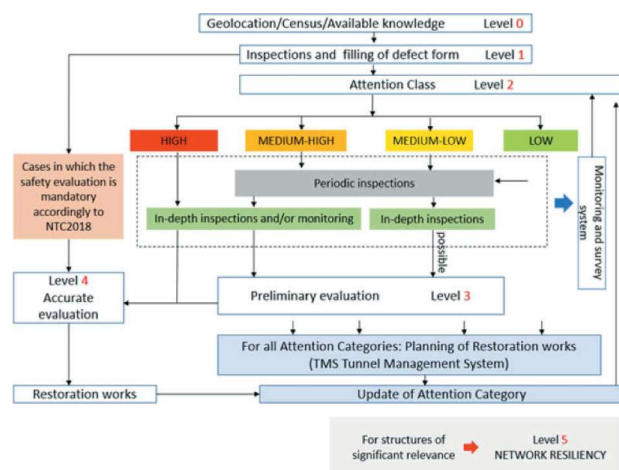 Geolocation/Census/Available knowledge Level 0
Inspections and filling of defect form Level 1
Attention Class Level 2
HIGH
MEDIUM-HIGH
MEDIUM-LOW
LOW
Cases in which the
safety evaluation is
mandatory
accordingly to
NTC2018
Periodic inspections
In-depth inspections and/or monitoring
In-depth inspections
possible
Monitoring and survey
system
Level 4
Accurate
evaluation
Preliminary evaluation Level 3
For all Attention Categories: Planning of Restoration works
(TMS Tunnel Management System)
Restoration works
Update of Attention Category
For structures of
significant relevance
Level 5
NETWORK RESILIENCY